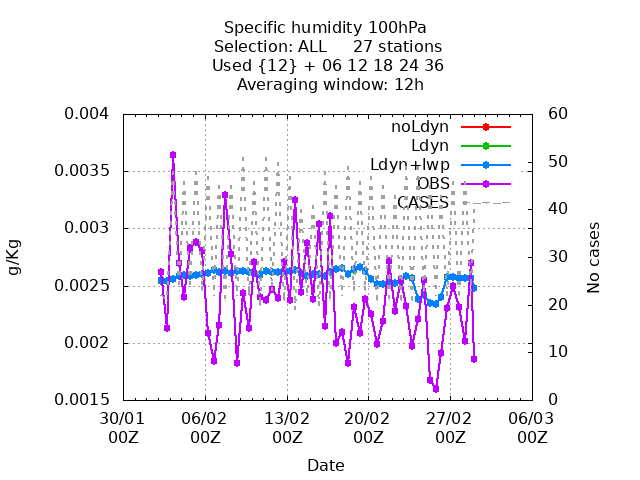 Specific humidity 100hPa
Selection: ALL 27 stations
Used {12} + 06 12 18 24 36
Averaging window: 12h
0.004
0.0035
0.003
0.0025
0.002
0.0015
g/Kg
60
50
40
30
20
10
0
No cases
noLdyn
Ldyn
Ldyn+lwp
OBS
CASES
30/01 06/02 13/02 20/02 27/02 06/03
00Z 00Z 00Z 00Z 00Z 00Z
Date